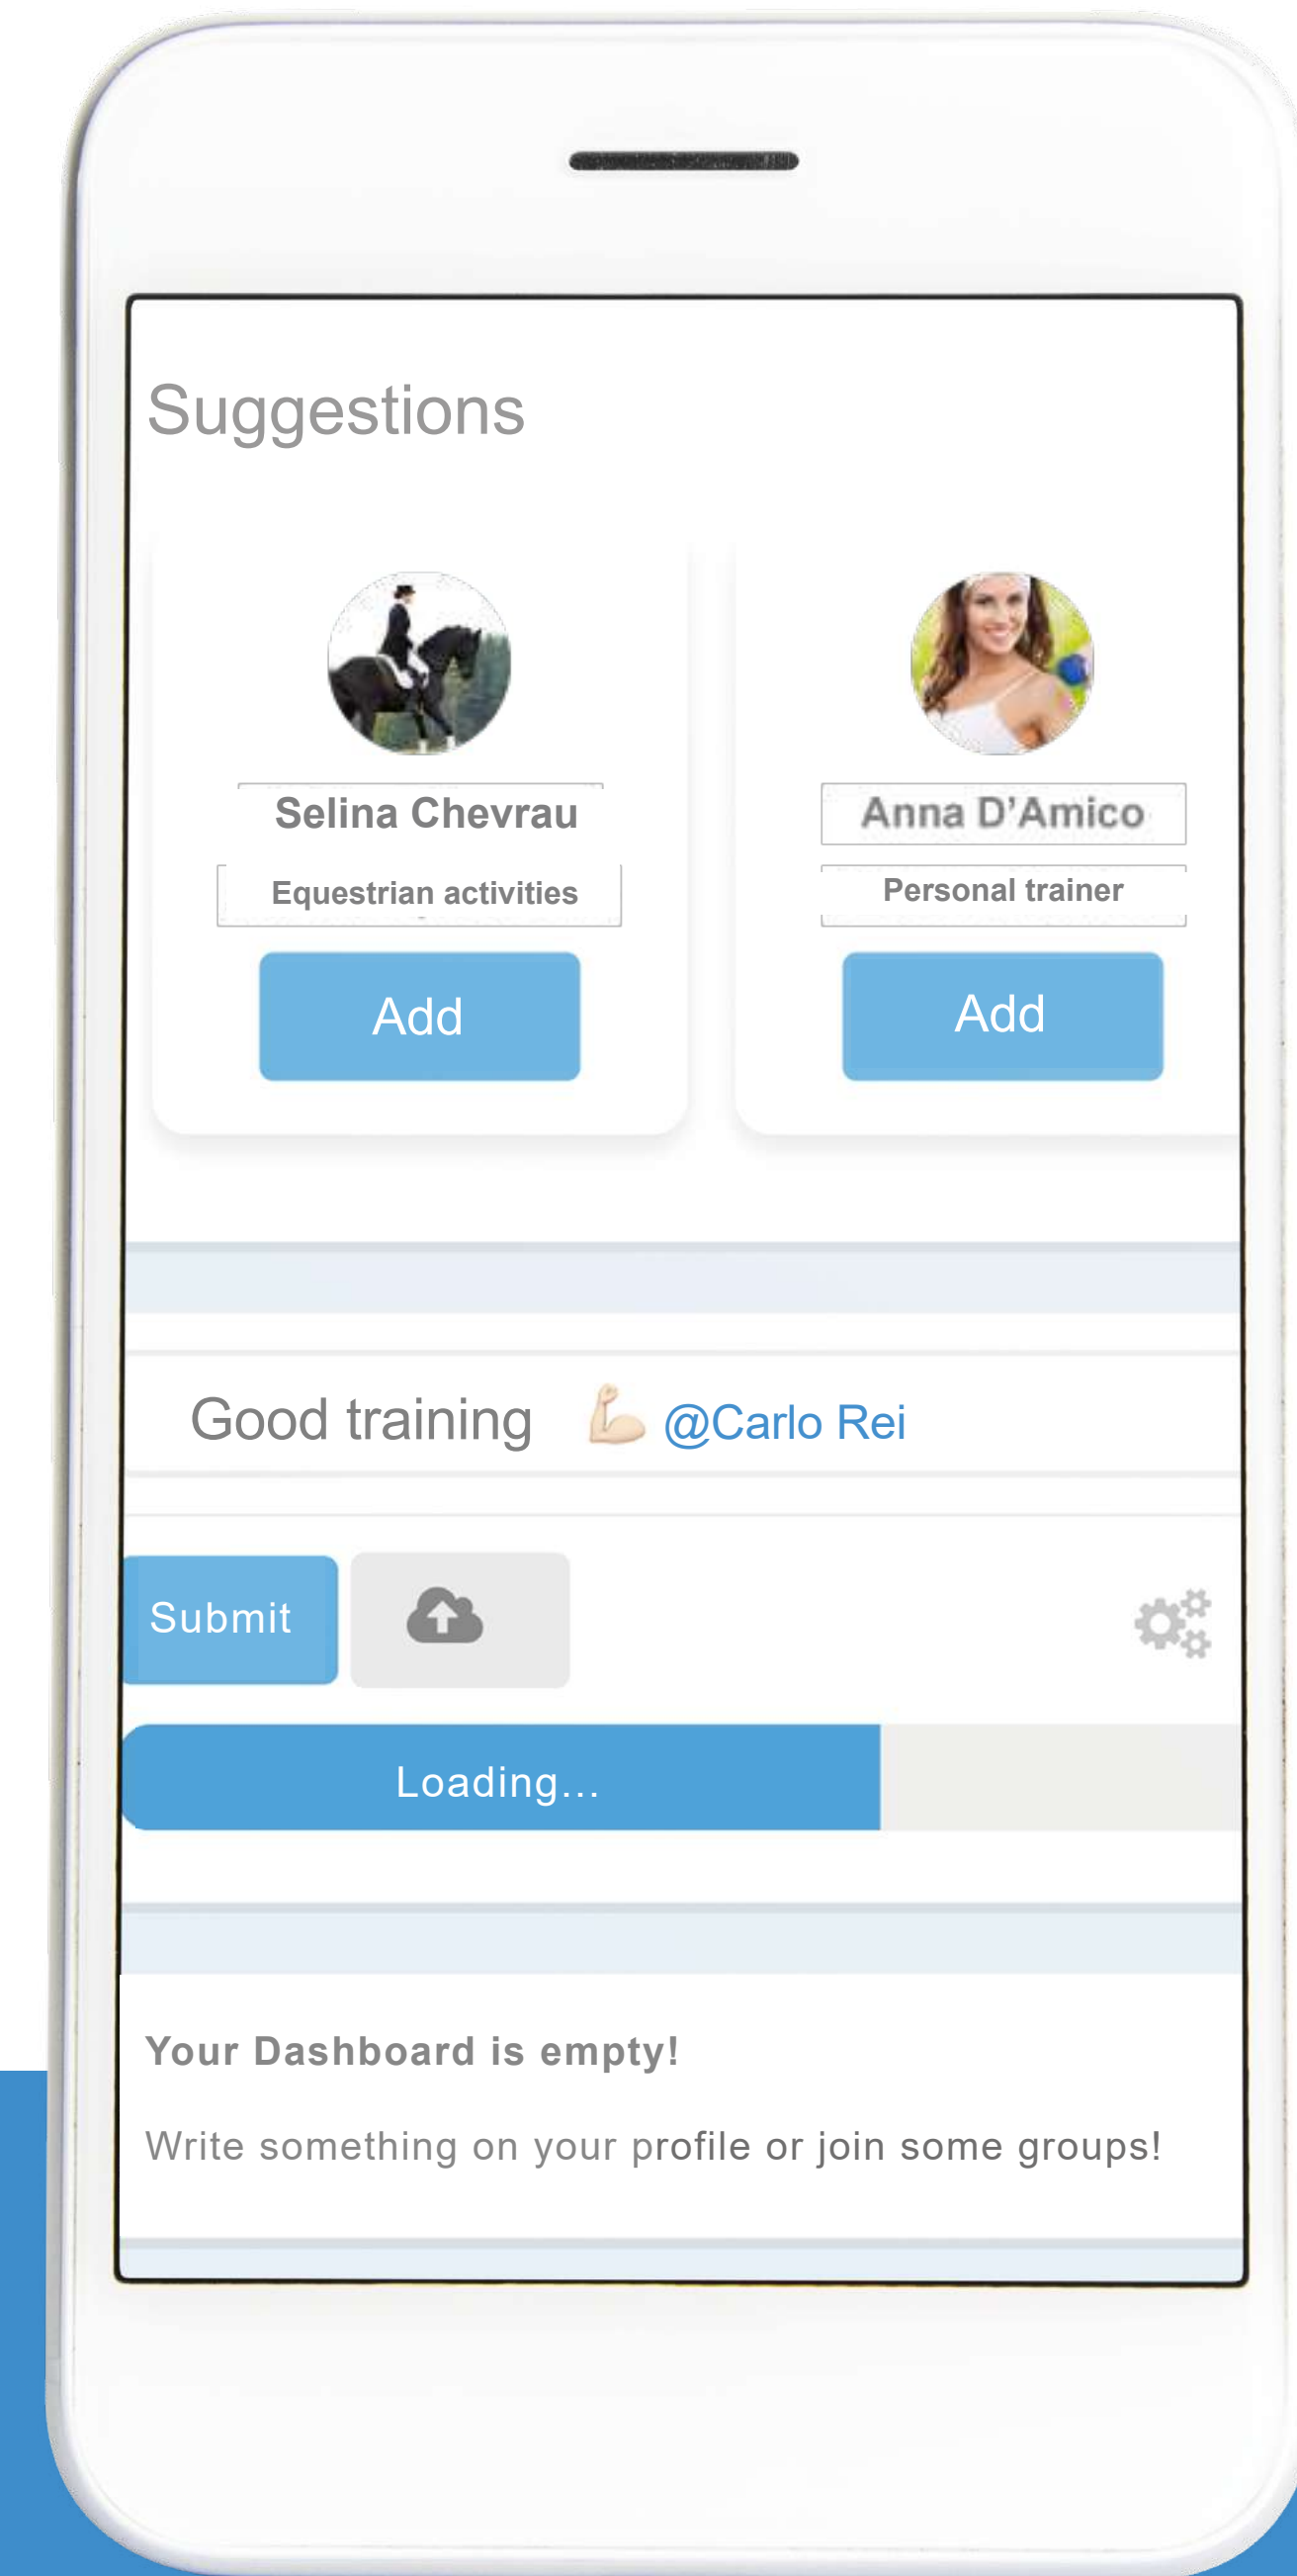 Suggestions
Selina Chevrau
Anna D'Amico
Equestrian activities
Personal trainer
Add
Add
Good training 💪🏻 @Carlo Rei
Submit
Loading...
Your Dashboard is empty!
Write something on your profile or join some groups!